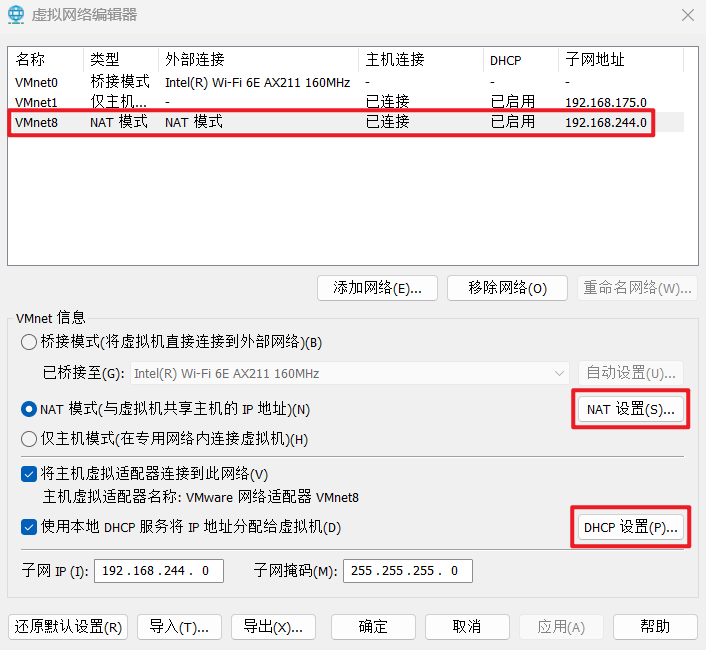 虚拟网络编辑器
名称 类型 外部连接 主机连接 DHCP 子网地址
VMnet0 桥接模式 Intel(R) Wi-Fi 6E AX211 160MHz - - -
VMnet1 仅主机... - 已连接 已启用 192.168.175.0
VMnet8 NAT 模式 NAT 模式 已连接 已启用 192.168.244.0
添加网络(E)... 移除网络(O) 重命名网络(W)...
VMnet 信息
桥接模式(将虚拟机直接连接到外部网络)(B)
已桥接至(G): Intel(R) Wi-Fi 6E AX211 160MHz 自动设置(U)...
NAT 模式(与虚拟机共享主机的 IP 地址)(N) NAT 设置(S)...
仅主机模式(在专用网络内连接虚拟机)(H)
将主机虚拟适配器连接到此网络(V)
主机虚拟适配器名称: VMware 网络适配器 VMnet8
使用本地 DHCP 服务将 IP 地址分配给虚拟机(D) DHCP 设置(P)...
子网 IP (I): 192 .168 .244 . 0 子网掩码(M): 255 .255 .255 . 0
还原默认设置(R) 导入(T)... 导出(X)... 确定 取消 应用(A) 帮助